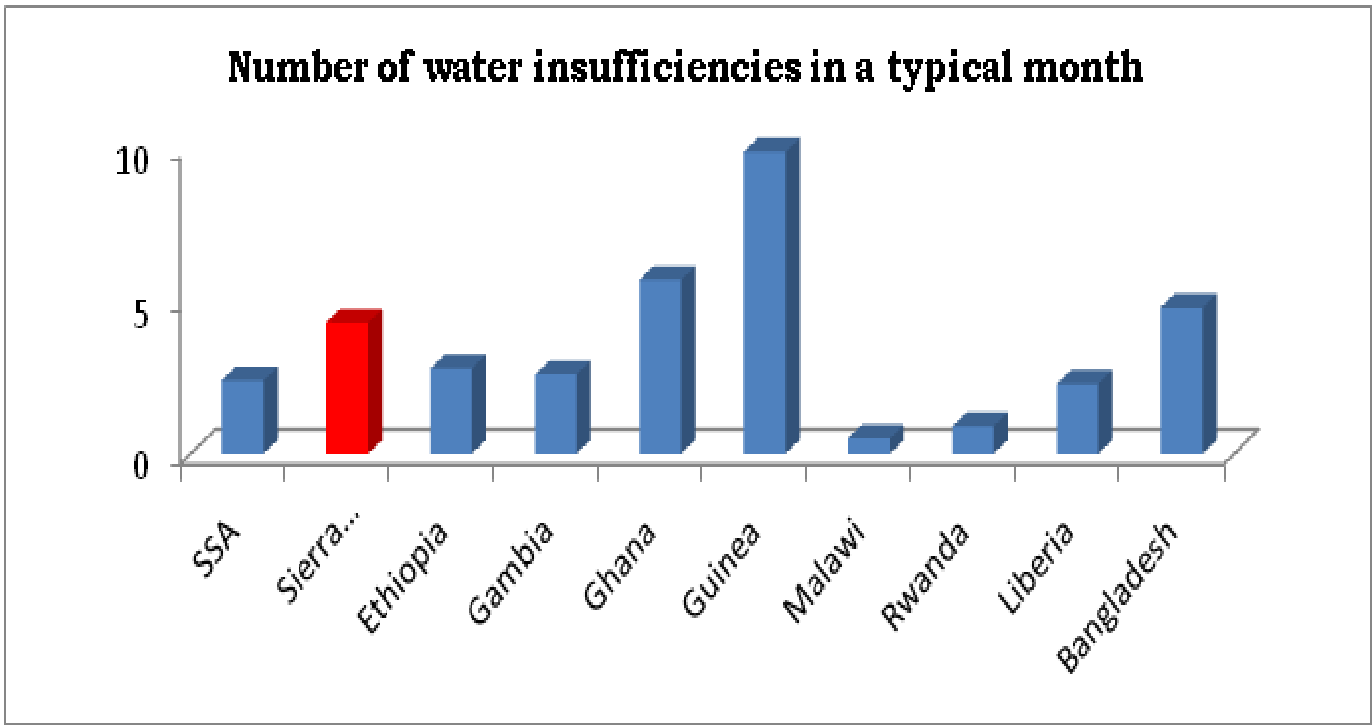 Number of water insufficiencies in a typical month
10
5
0
SSA
Sierra...
Ethiopia
Gambia
Ghana
Guinea
Malawi
Rwanda
Liberia
Bangladesh